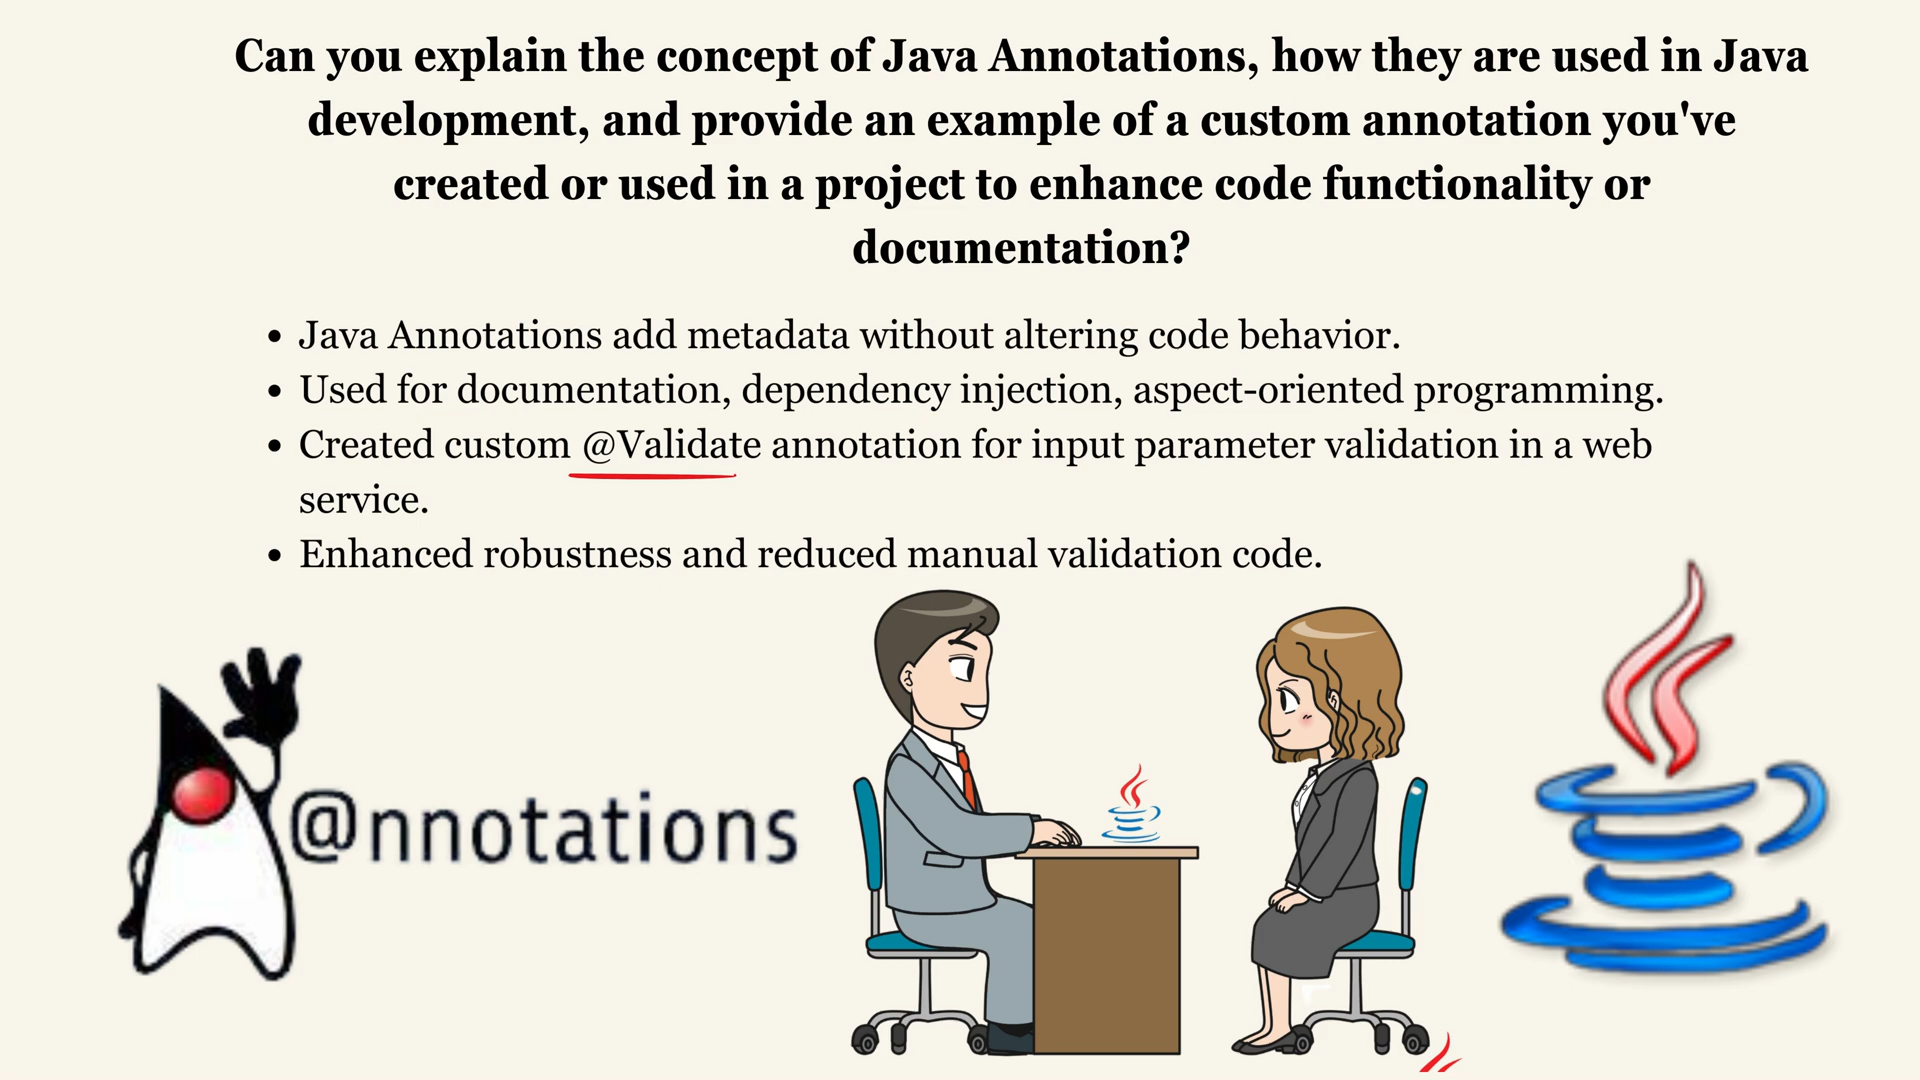 Can you explain the concept of Java Annotations, how they are used in Java
development, and provide an example of a custom annotation you've
created or used in a project to enhance code functionality or
documentation?
• Java Annotations add metadata without altering code behavior.
• Used for documentation, dependency injection, aspect-oriented programming.
• Created custom @Validate annotation for input parameter validation in a web
service.
• Enhanced robustness and reduced manual validation code.
@nnotations